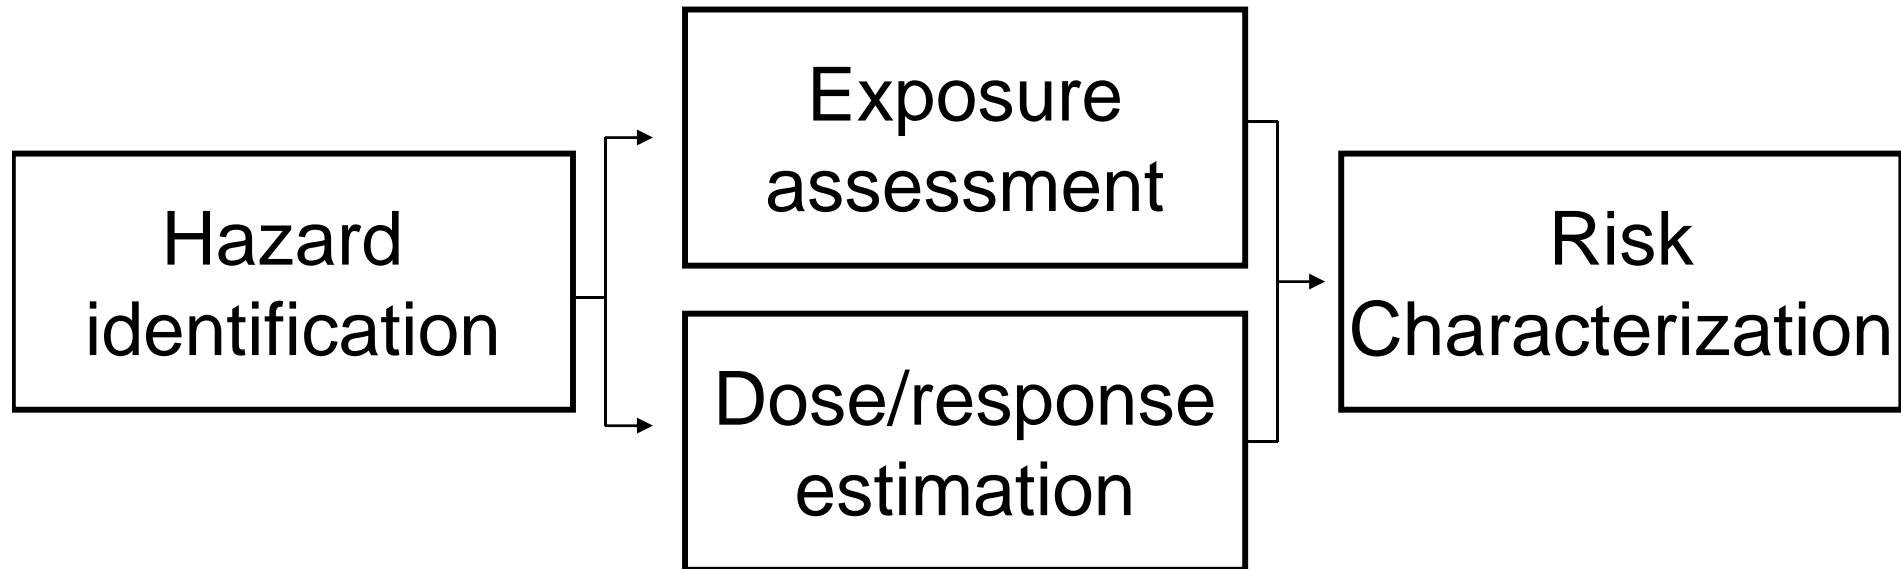 Hazard
identification
Exposure
assessment
Dose/response
estimation
Risk
Characterization